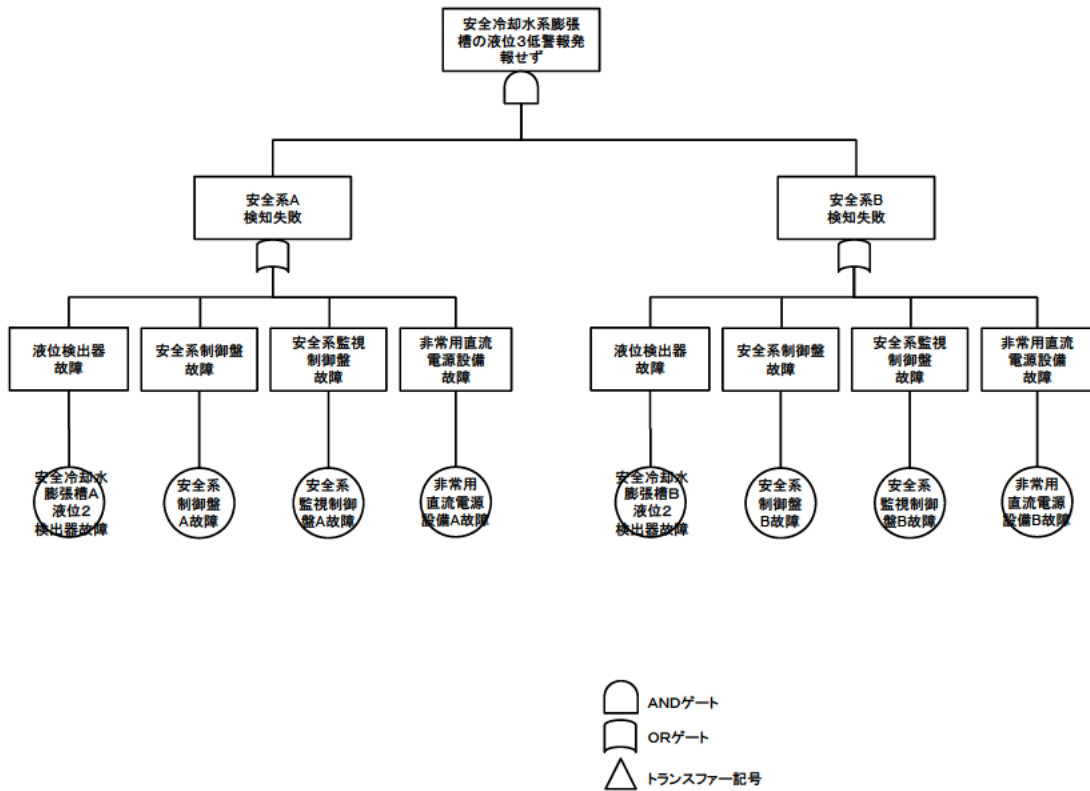 安全冷却水系膨張
槽の液位3低警報発
報せず
安全系A
検知失敗
安全系B
検知失敗
液位検出器
故障
安全系制御盤
故障
安全系監視
制御盤
故障
非常用直流
電源設備
故障
液位検出器
故障
安全系制御盤
故障
安全系監視
制御盤
故障
非常用直流
電源設備
故障
安全冷却水
膨張槽A
液位2
検出器故障
安全系
制御盤
A故障
安全系
監視制御
盤A故障
非常用
直流電源
設備A故障
安全冷却水
膨張槽B
液位2
検出器故障
安全系
制御盤
B故障
安全系
監視制御
盤B故障
非常用
直流電源
設備B故障
ANDゲート
ORゲート
トランスファー記号